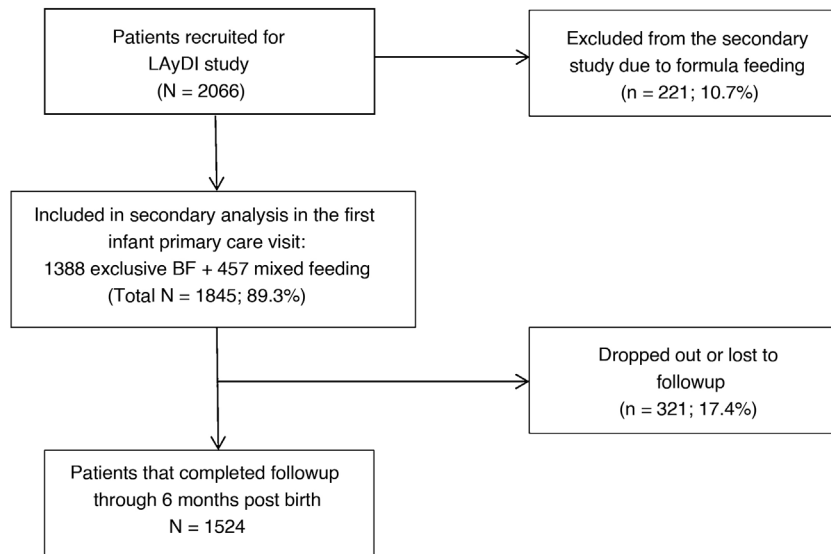 Patients recruited for
LAyDI study
(N = 2066)
Excluded from the secondary
study due to formula feeding
(n = 221; 10.7%)
Included in secondary analysis in the first
infant primary care visit:
1388 exclusive BF + 457 mixed feeding
(Total N = 1845; 89.3%)
Dropped out or lost to
followup
(n = 321; 17.4%)
Patients that completed followup
through 6 months post birth
N = 1524